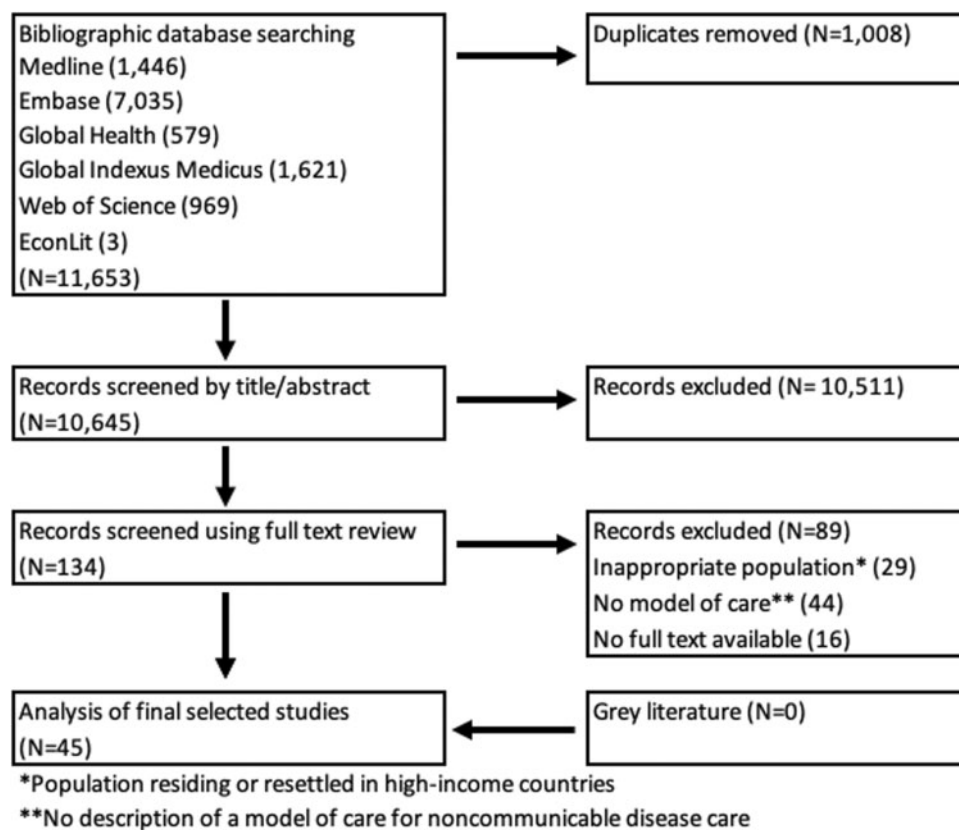 Bibliographic database searching
Medline (1,446)
Embase (7,035)
Global Health (579)
Global Indexus Medicus (1,621)
Web of Science (969)
EconLit (3)
(N=11,653)
Duplicates removed (N=1,008)
Records screened by title/abstract
(N=10,645)
Records excluded (N= 10,511)
Records screened using full text review
(N=134)
Records excluded (N=89)
Inappropriate population* (29)
No model of care** (44)
No full text available (16)
Analysis of final selected studies
(N=45)
Grey literature (N=0)
*Population residing or resettled in high-income countries
**No description of a model of care for noncommunicable disease care